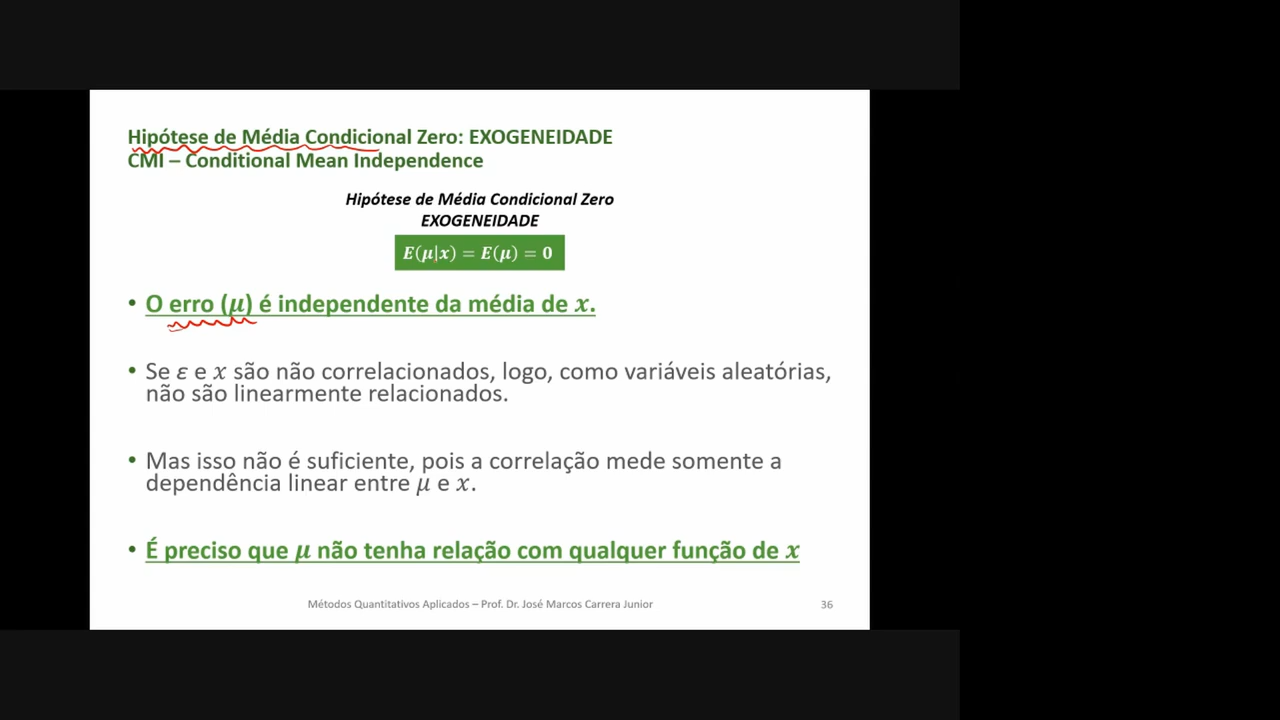 Hipótese de Média Condicional Zero: EXOGENEIDADE
CMI – Conditional Mean Independence
Hipótese de Média Condicional Zero
EXOGENEIDADE
E(μ|x) = E(μ) = 0
• O erro (μ) é independente da média de x.
• Se ε e x são não correlacionados, logo, como variáveis aleatórias,
não são linearmente relacionados.
• Mas isso não é suficiente, pois a correlação mede somente a
dependência linear entre μ e x.
• É preciso que μ não tenha relação com qualquer função de x
Métodos Quantitativos Aplicados – Prof. Dr. José Marcos Carrera Junior
36